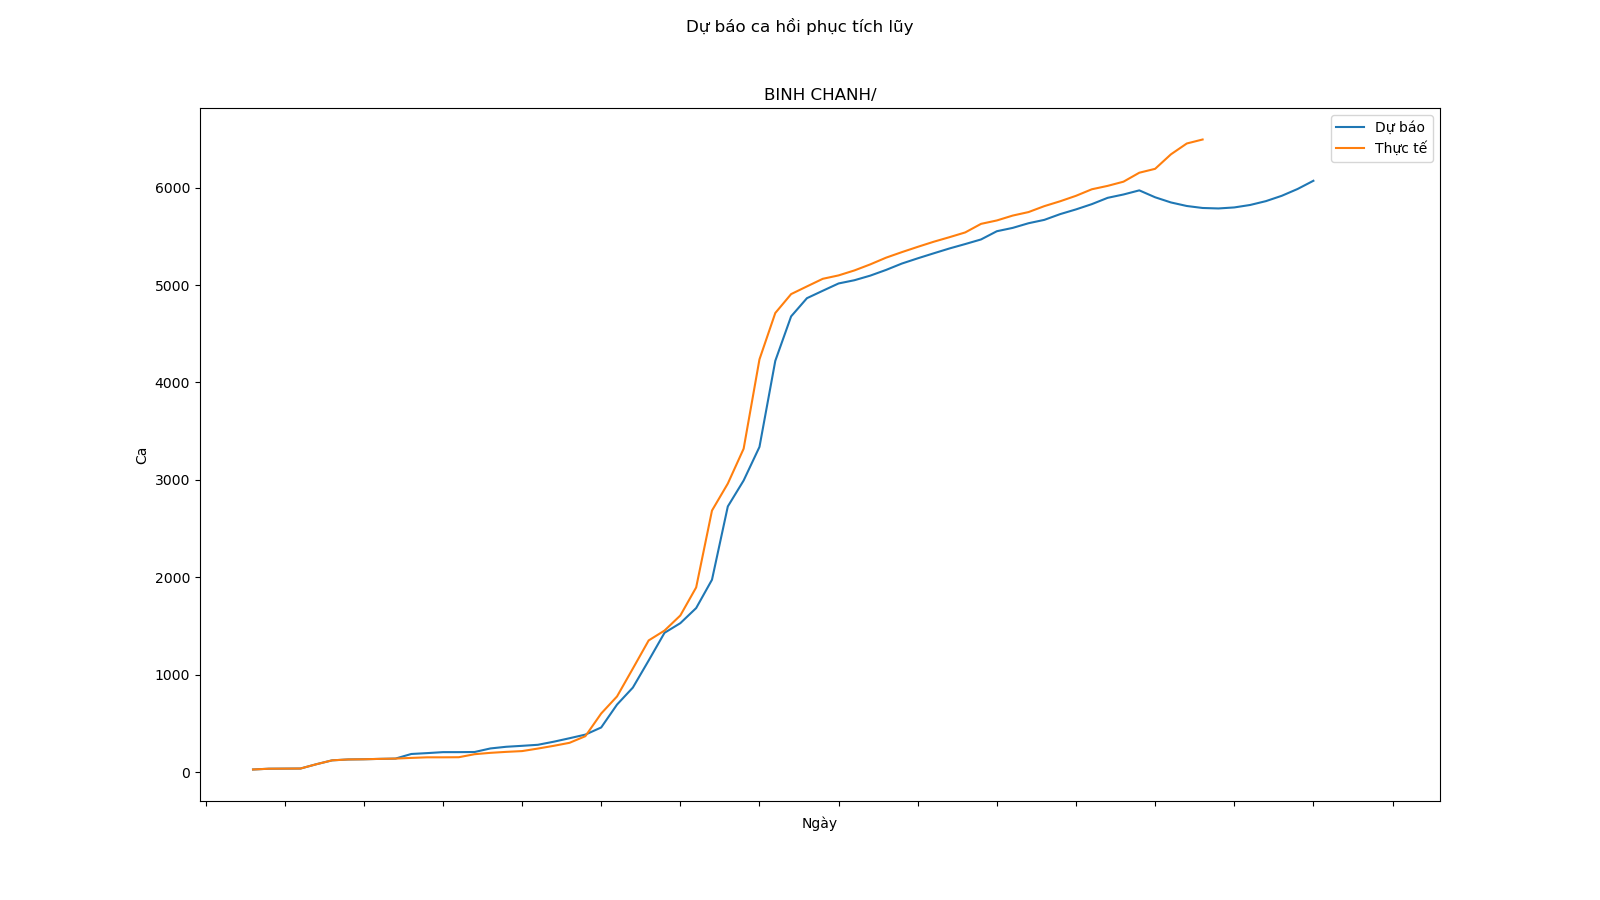 Dự báo ca hồi phục tích lũy
BINH CHANH/
Dự báo
Thực tế
6000
5000
4000
3000
2000
1000
0
Ca
Ngày